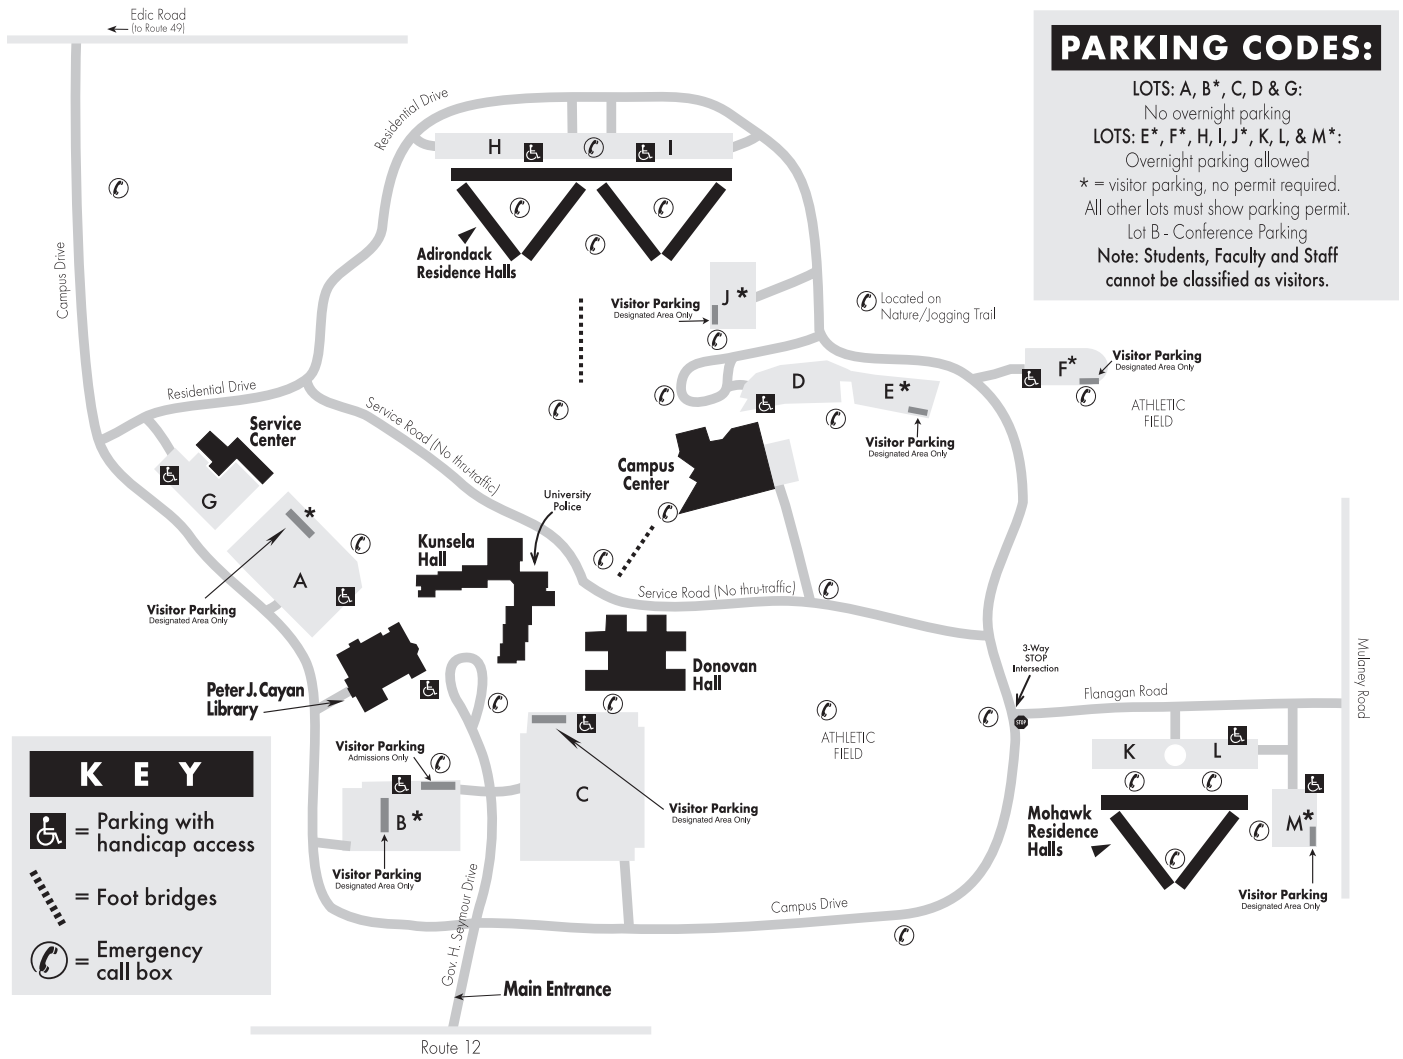 Edic Road
(to Route 49)
PARKING CODES:
LOTS: A, B*, C, D & G:
No overnight parking
LOTS: E*, F*, H, I, J*, K, L, & M*:
Overnight parking allowed
* = visitor parking, no permit required.
All other lots must show parking permit.
Lot B - Conference Parking
Note: Students, Faculty and Staff
cannot be classified as visitors.
Residential Drive
H
I
Campus Drive
Adirondack
Residence Halls
J*
Visitor Parking
Designated Area Only
Located on
Nature/Jogging Trail
F*
Visitor Parking
Designated Area Only
ATHLETIC
FIELD
D
E*
Visitor Parking
Designated Area Only
Residential Drive
Service Road (No thru-traffic)
Service
Center
G
*
A
Visitor Parking
Designated Area Only
Campus
Center
University
Police
Kunsela
Hall
Service Road (No thru-traffic)
Donovan
Hall
Peter J. Cayan
Library
3-Way
STOP
Intersection
STOP
Flanagan Road
Mulaney Road
ATHLETIC
FIELD
K
L
M*
Mohawk
Residence
Halls
Visitor Parking
Designated Area Only
Visitor Parking
Admissions Only
B*
Visitor Parking
Designated Area Only
C
Visitor Parking
Designated Area Only
Campus Drive
Gov. H. Seymour Drive
Main Entrance
Route 12
KEY
= Parking with
handicap access
= Foot bridges
= Emergency
call box